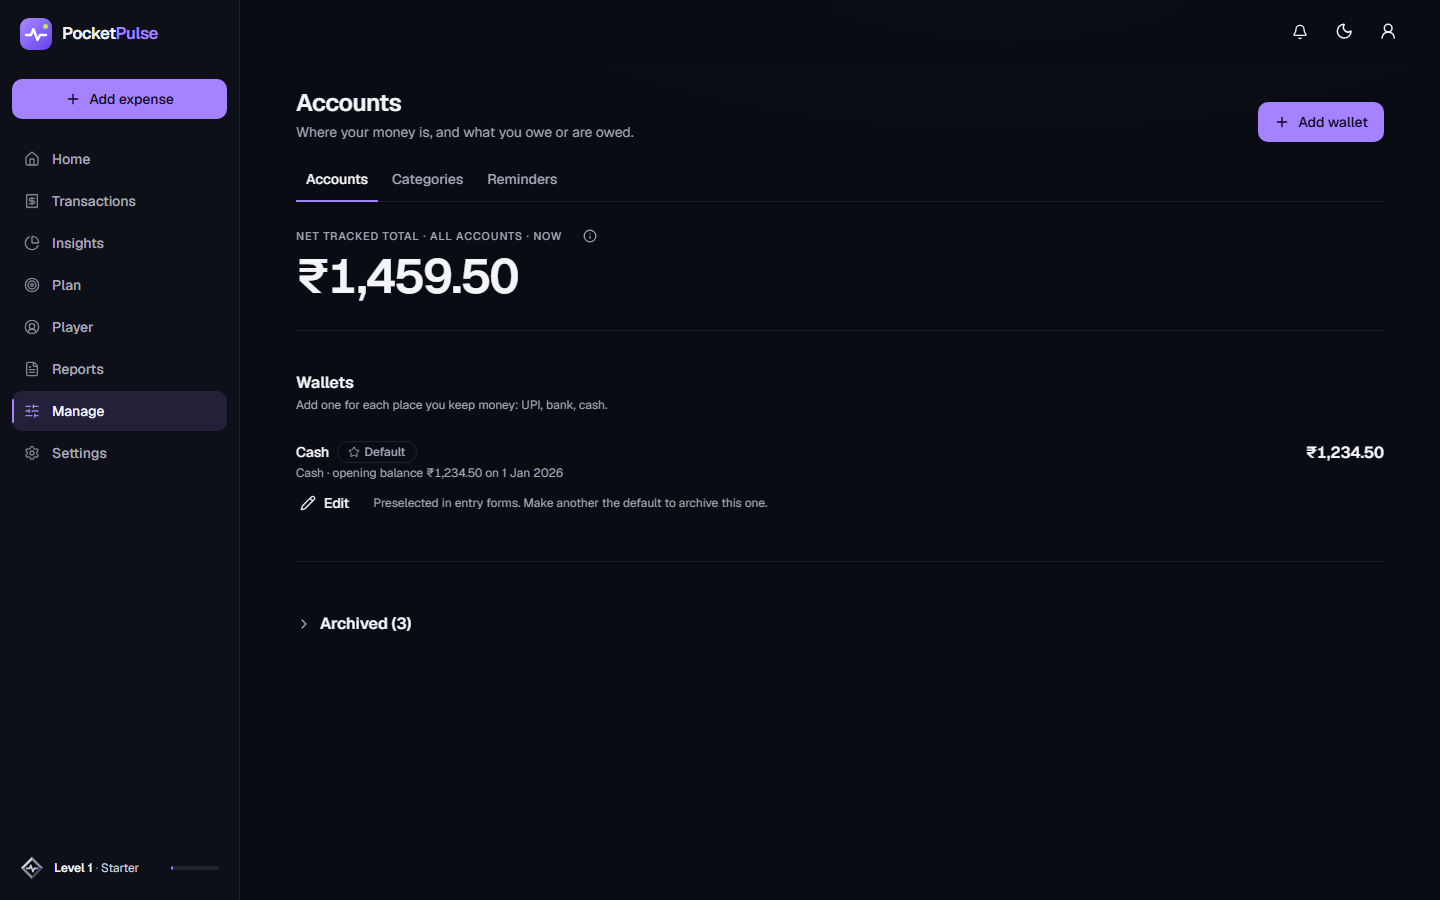 PocketPulse
Add expense
Home
Transactions
Insights
Plan
Player
Reports
Manage
Settings
Level 1 · Starter
Accounts
Where your money is, and what you owe or are owed.
Add wallet
Accounts Categories Reminders
NET TRACKED TOTAL · ALL ACCOUNTS · NOW
₹1,459.50
Wallets
Add one for each place you keep money: UPI, bank, cash.
Cash Default ₹1,234.50
Cash · opening balance ₹1,234.50 on 1 Jan 2026
Edit Preselected in entry forms. Make another the default to archive this one.
Archived (3)